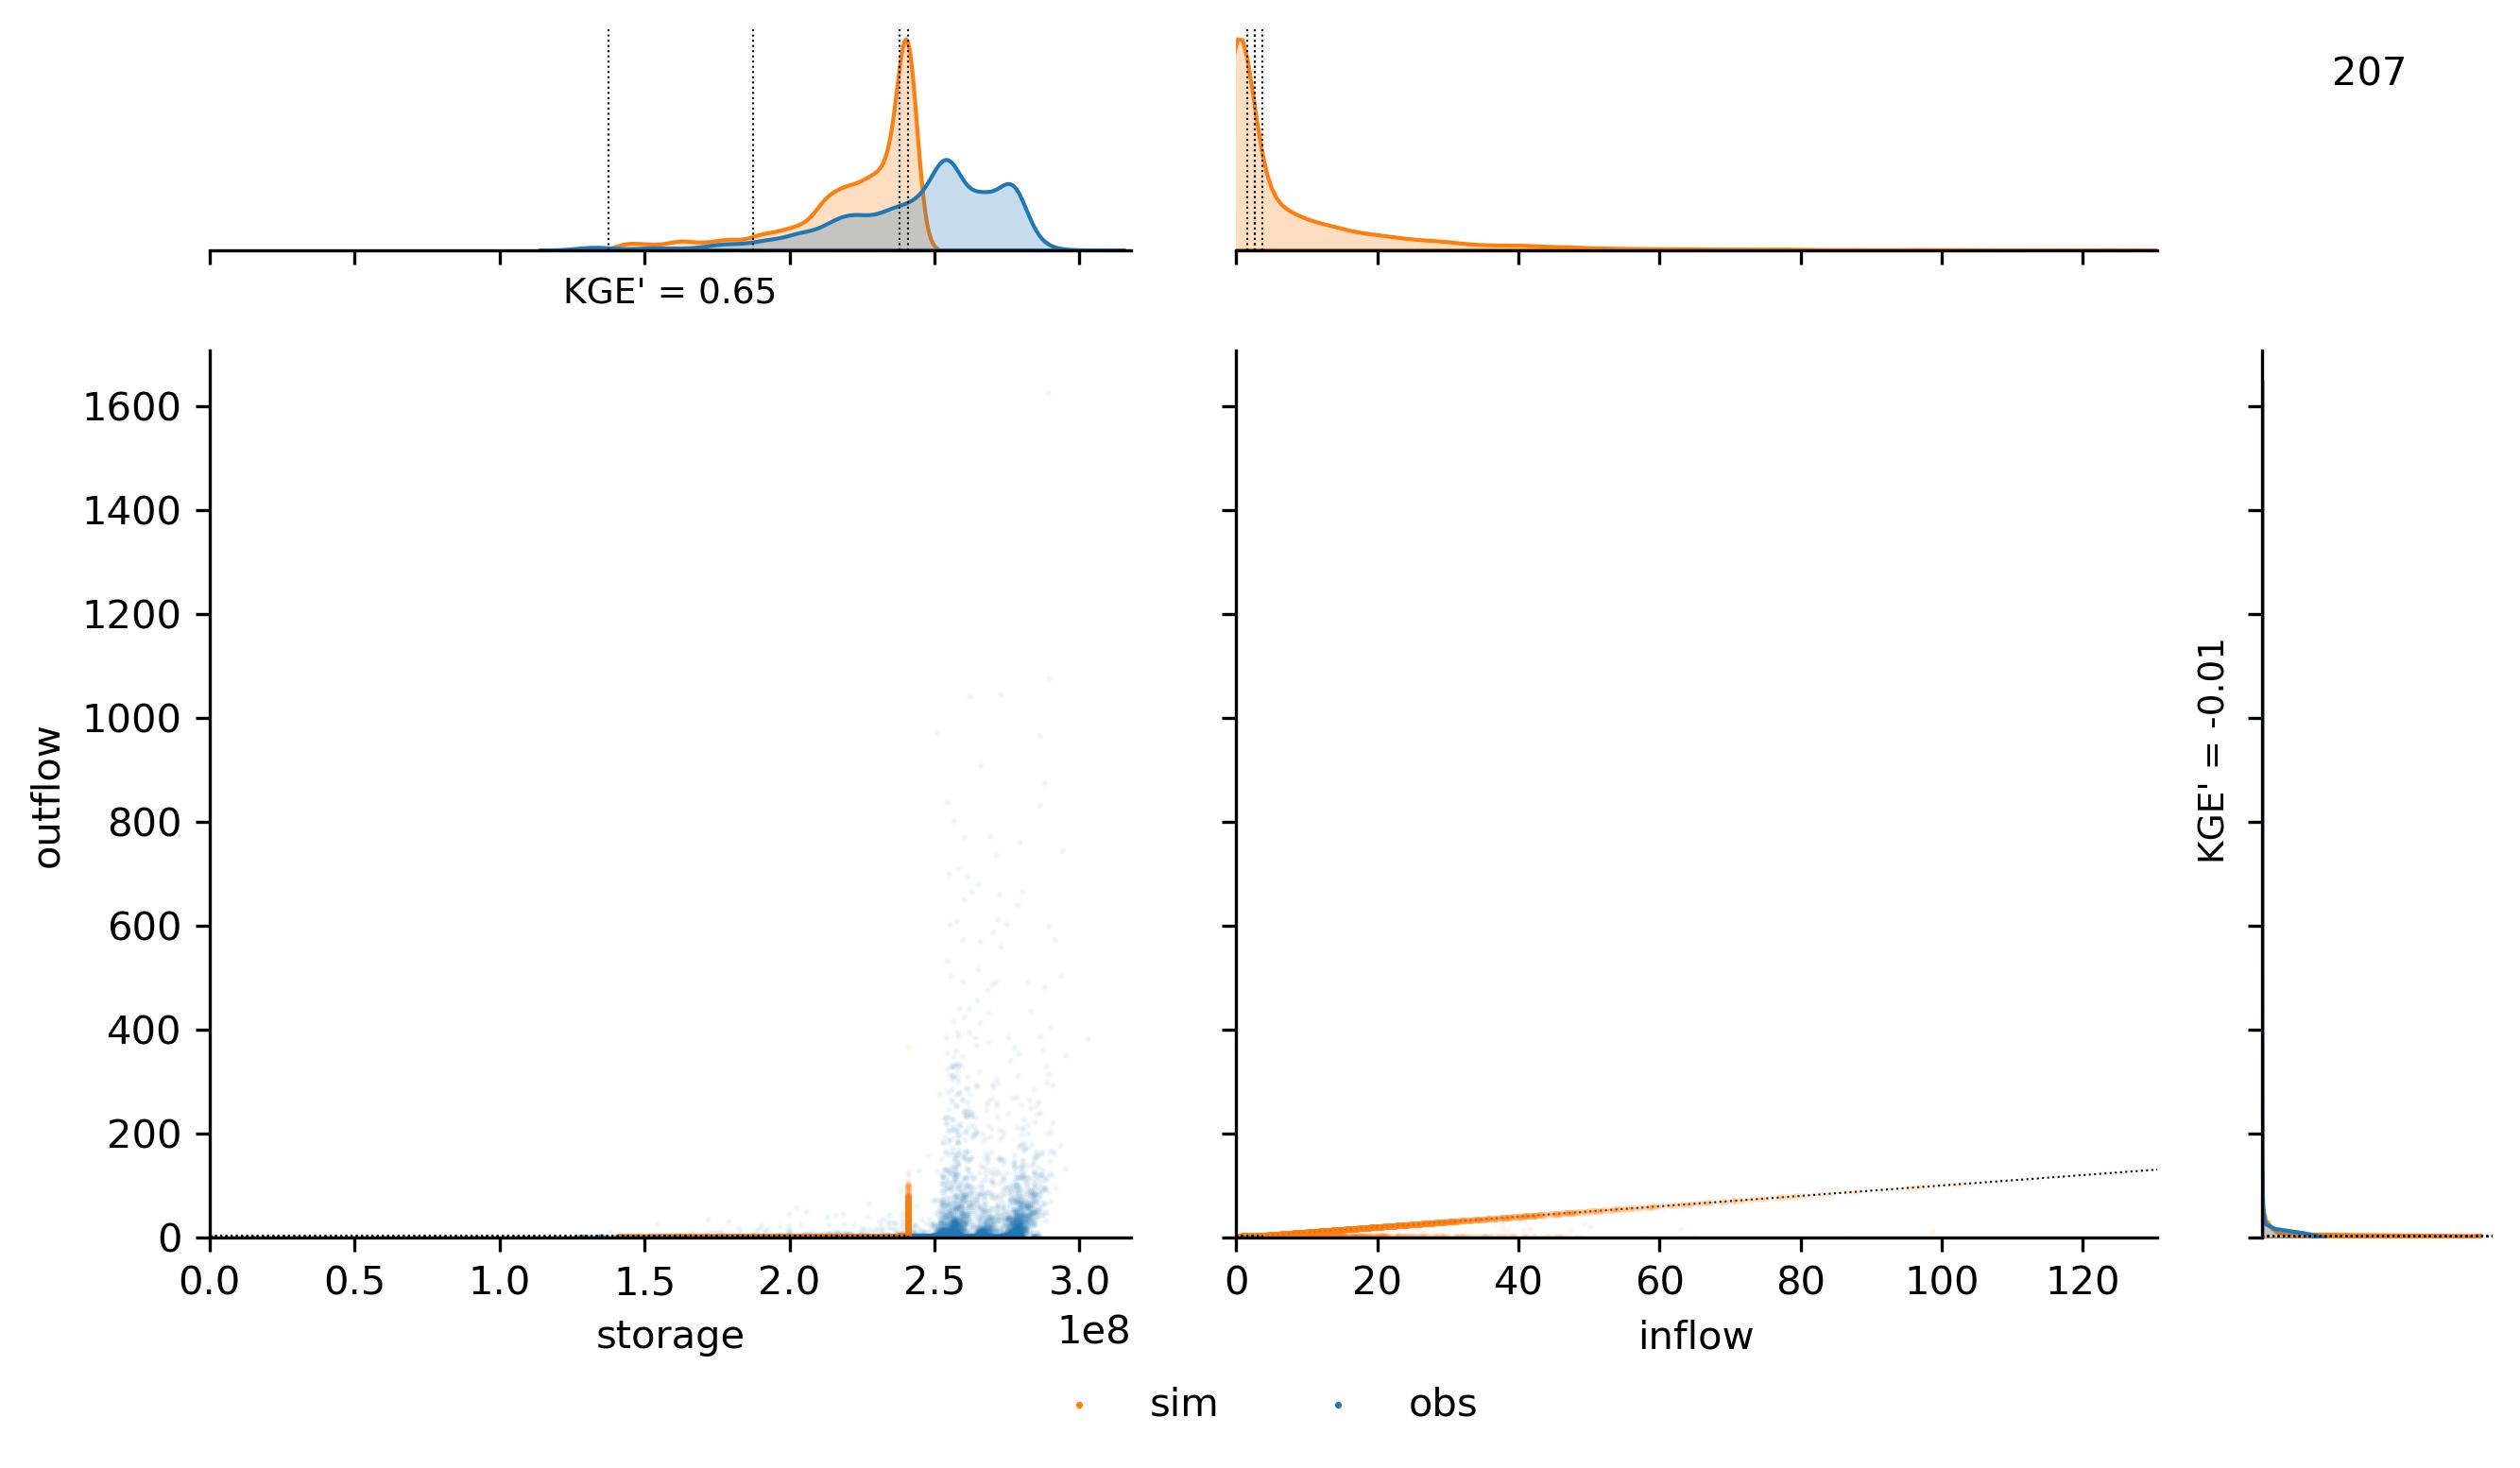 207
KGE' = 0.65
1600
1400
1200
1000
800
600
400
200
0
outflow
KGE' = -0.01
0.0 0.5 1.0 1.5 2.0 2.5 3.0
1e8
storage
0 20 40 60 80 100 120
inflow
sim obs